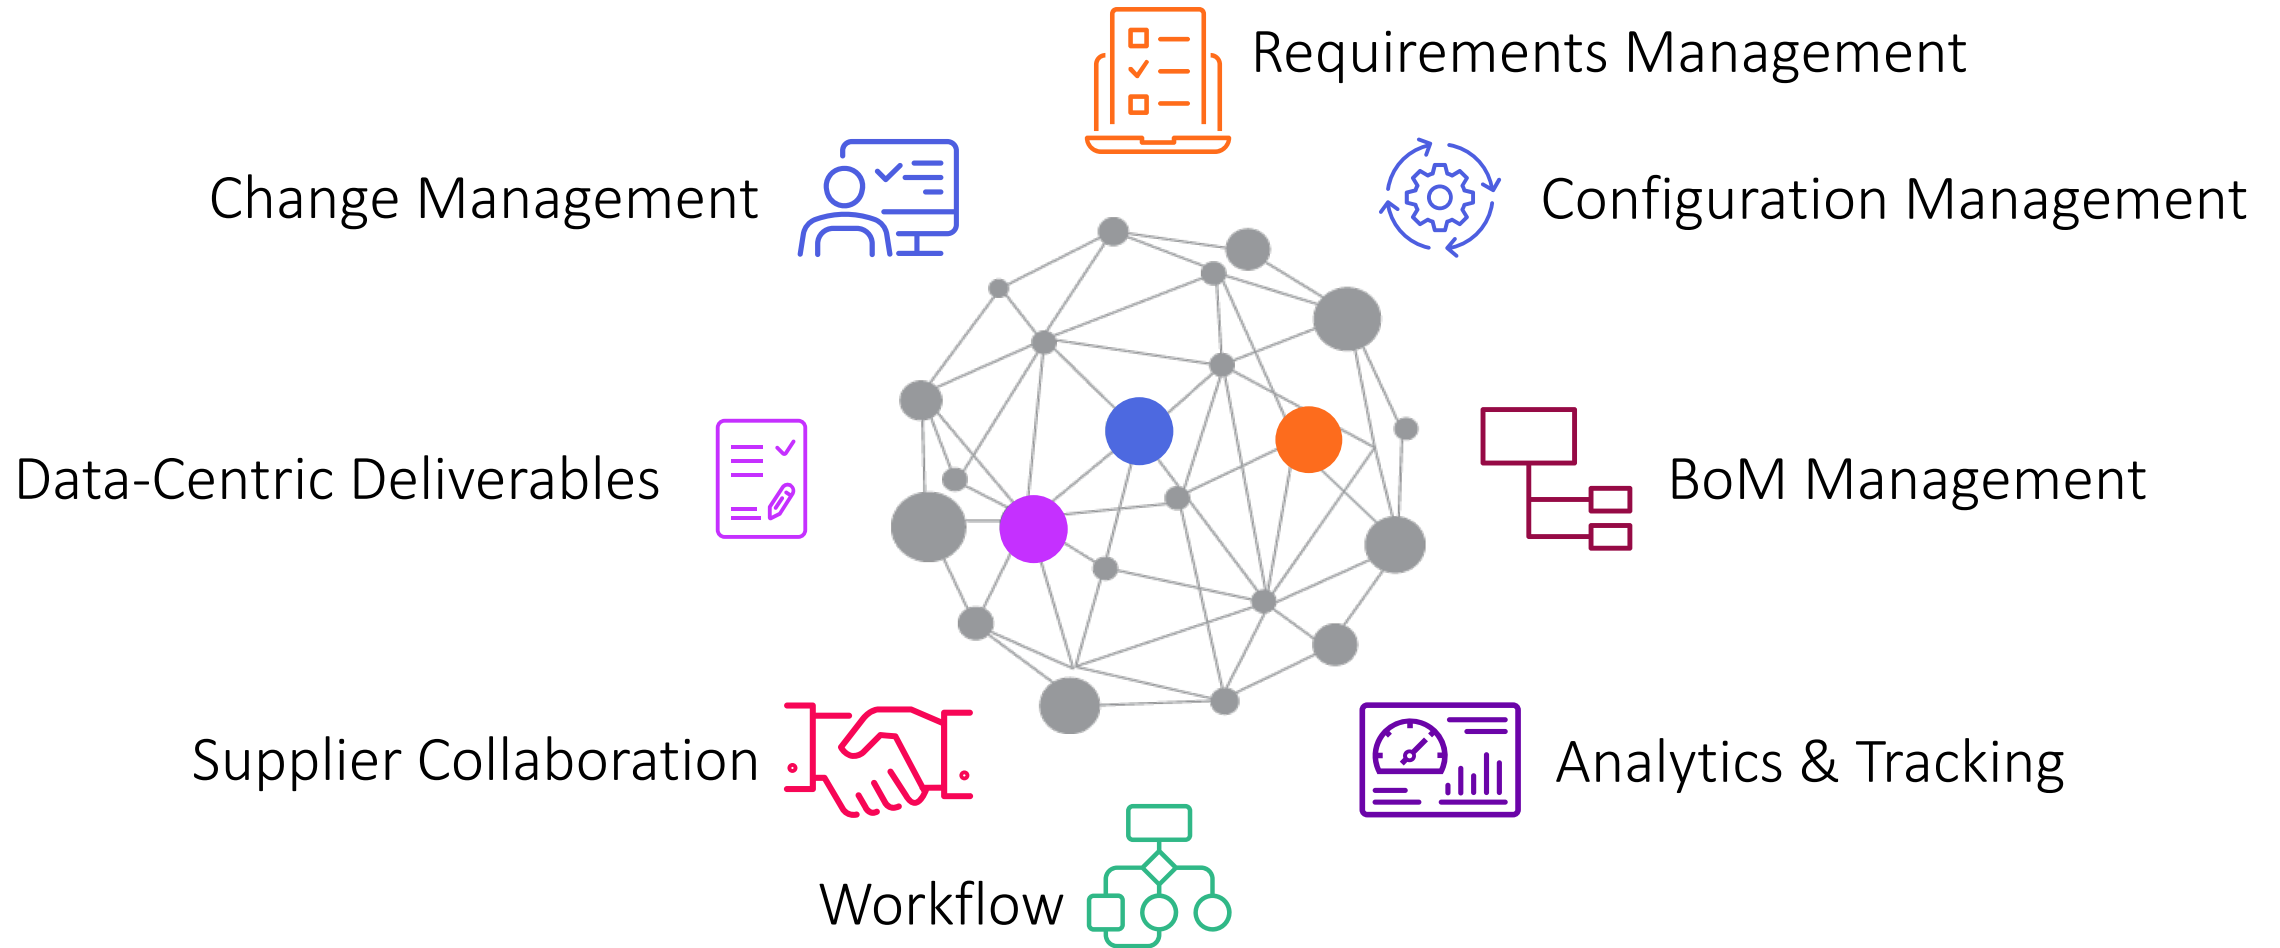 Requirements Management
Change Management
Configuration Management
Data-Centric Deliverables
BoM Management
Supplier Collaboration
Analytics & Tracking
Workflow